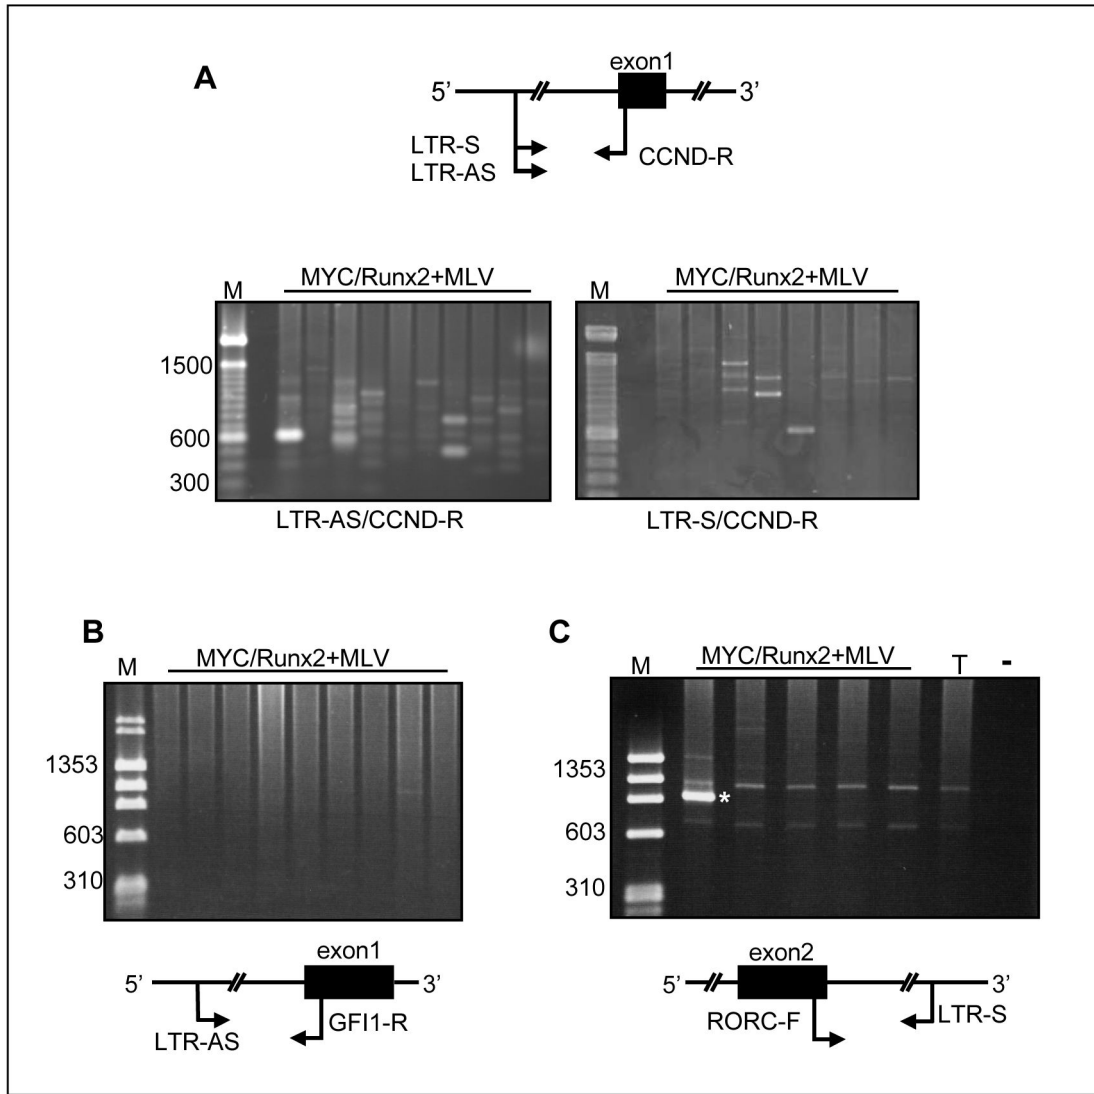 A
exon1
5’ 3’
LTR-S
LTR-AS
CCND-R
MYC/Runx2+MLV
M
1500
600
300
LTR-AS/CCND-R
MYC/Runx2+MLV
M
LTR-S/CCND-R
B
MYC/Runx2+MLV
M
1353
603
310
exon1
5’ 3’
LTR-AS
GFI1-R
C
MYC/Runx2+MLV
M T -
1353
*
603
310
exon2
5’ 3’
RORC-F
LTR-S